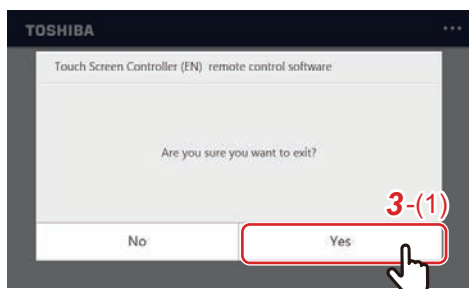 TOSHIBA
Touch Screen Controller (EN) remote control software
Are you sure you want to exit?
3-(1)
No Yes